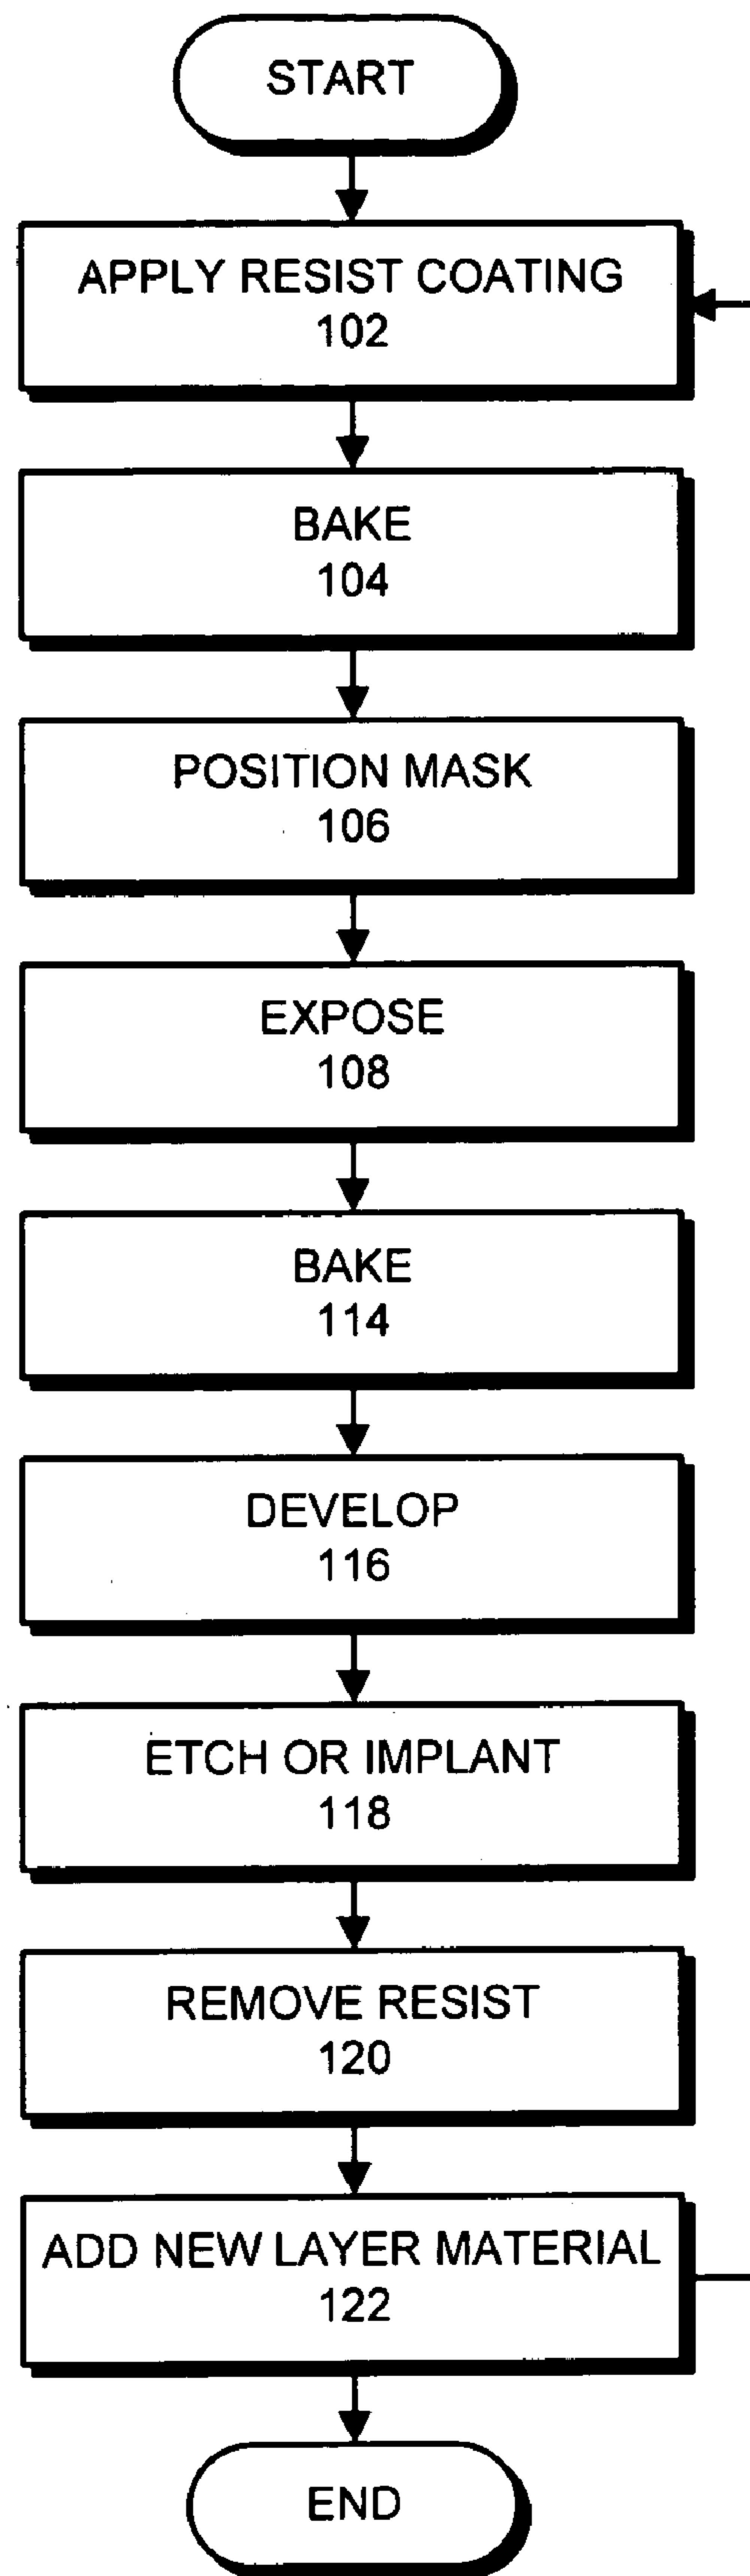 START
APPLY RESIST COATING
102
BAKE
104
POSITION MASK
106
EXPOSE
108
BAKE
114
DEVELOP
116
ETCH OR IMPLANT
118
REMOVE RESIST
120
ADD NEW LAYER MATERIAL
122
END